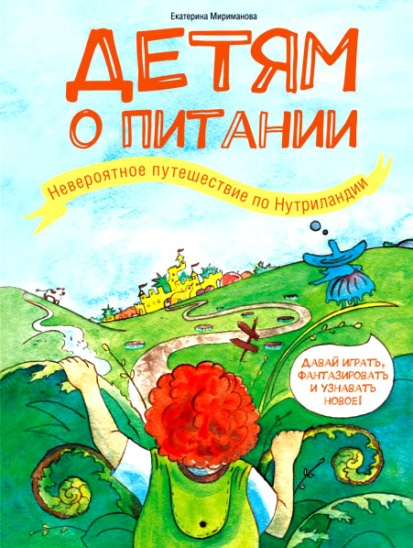 Екатерина Мириманова
ДЕТЯМ
О ПИТАНИИ
Невероятное путешествие по Нутриландии
ДАВАЙ ИГРАТЬ,
ФАНТАЗИРОВАТЬ
И УЗНАВАТЬ
НОВОЕ!